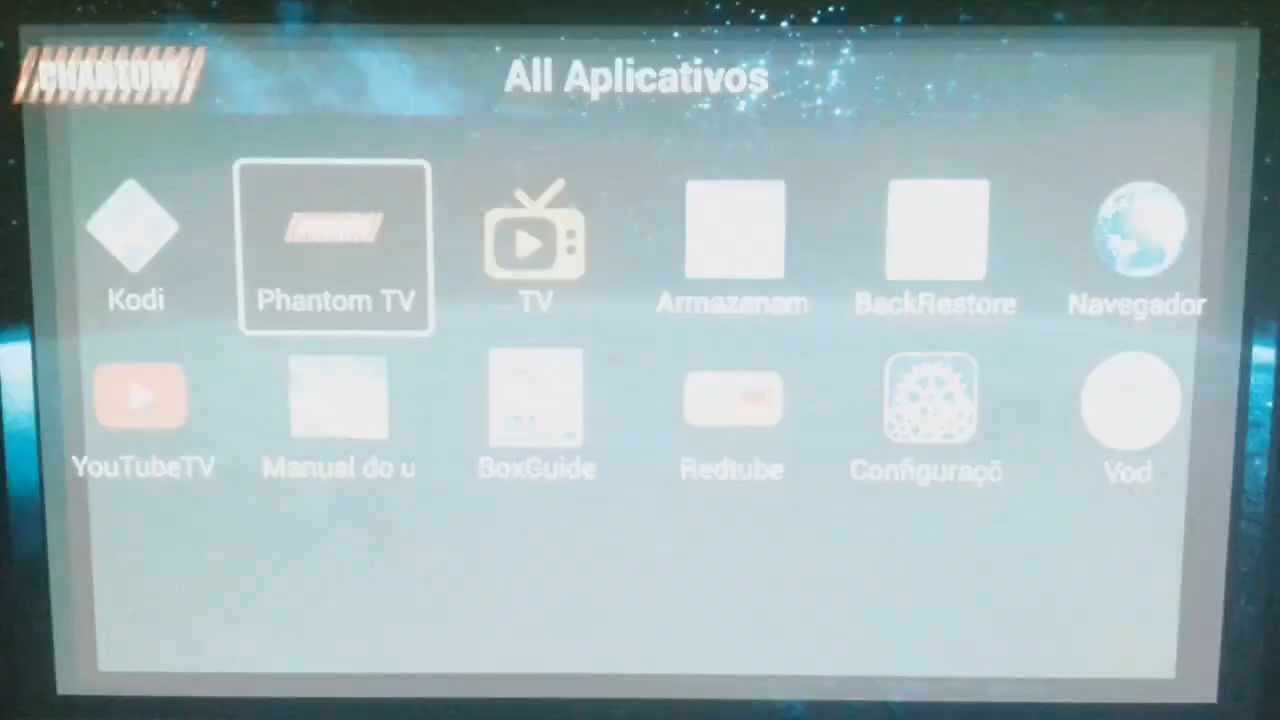 PHANTOM
All Aplicativos
Kodi
Phantom TV
TV
Armazenam
BackRestore
Navegador
YouTubeTV
Manual do u
BoxGuide
Redtube
Configuraçõ
Vod